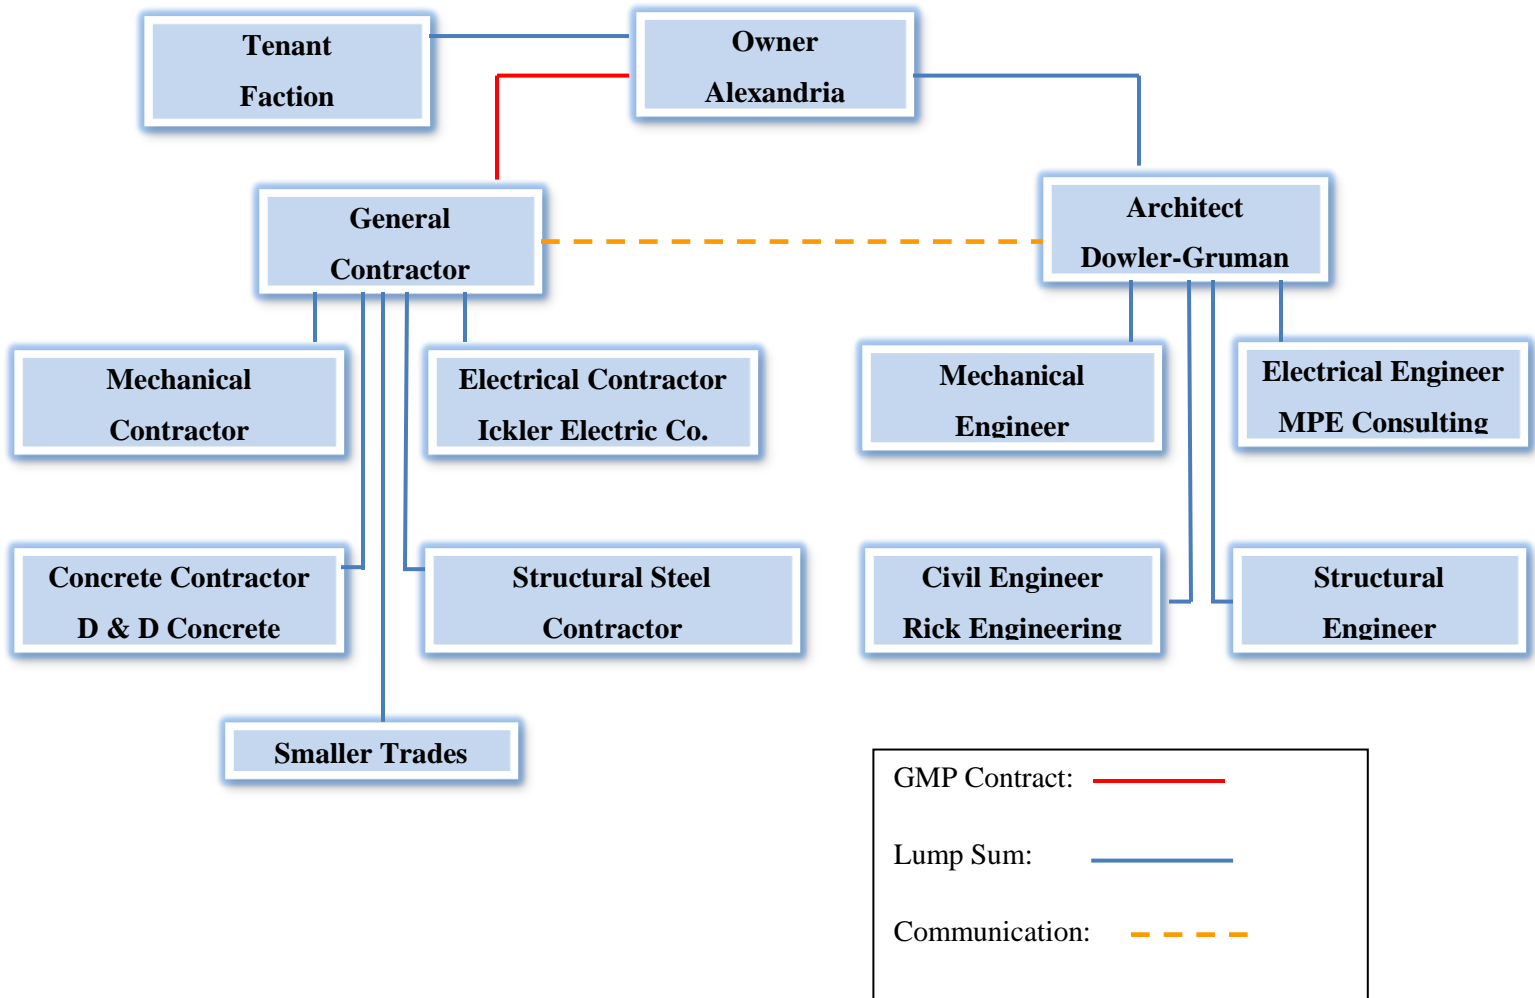 Tenant
Faction
Owner
Alexandria
General
Contractor
Architect
Dowler-Gruman
Mechanical
Contractor
Electrical Contractor
Ickler Electric Co.
Mechanical
Engineer
Electrical Engineer
MPE Consulting
Concrete Contractor
D & D Concrete
Structural Steel
Contractor
Civil Engineer
Rick Engineering
Structural
Engineer
Smaller Trades
GMP Contract:
Lump Sum:
Communication: